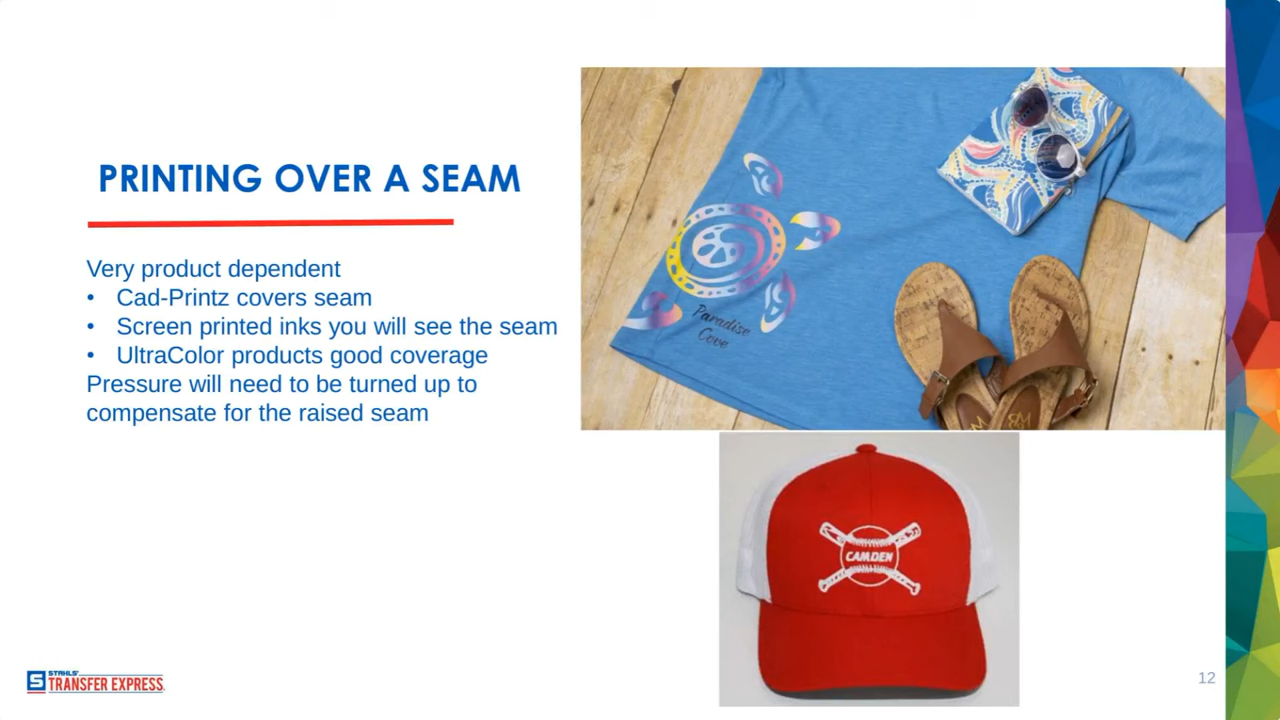 PRINTING OVER A SEAM
Very product dependent
• Cad-Printz covers seam
• Screen printed inks you will see the seam
• UltraColor products good coverage
Pressure will need to be turned up to
compensate for the raised seam
Paradise
Cove
CAMDEN
S STAHLS'
TRANSFER EXPRESS
12